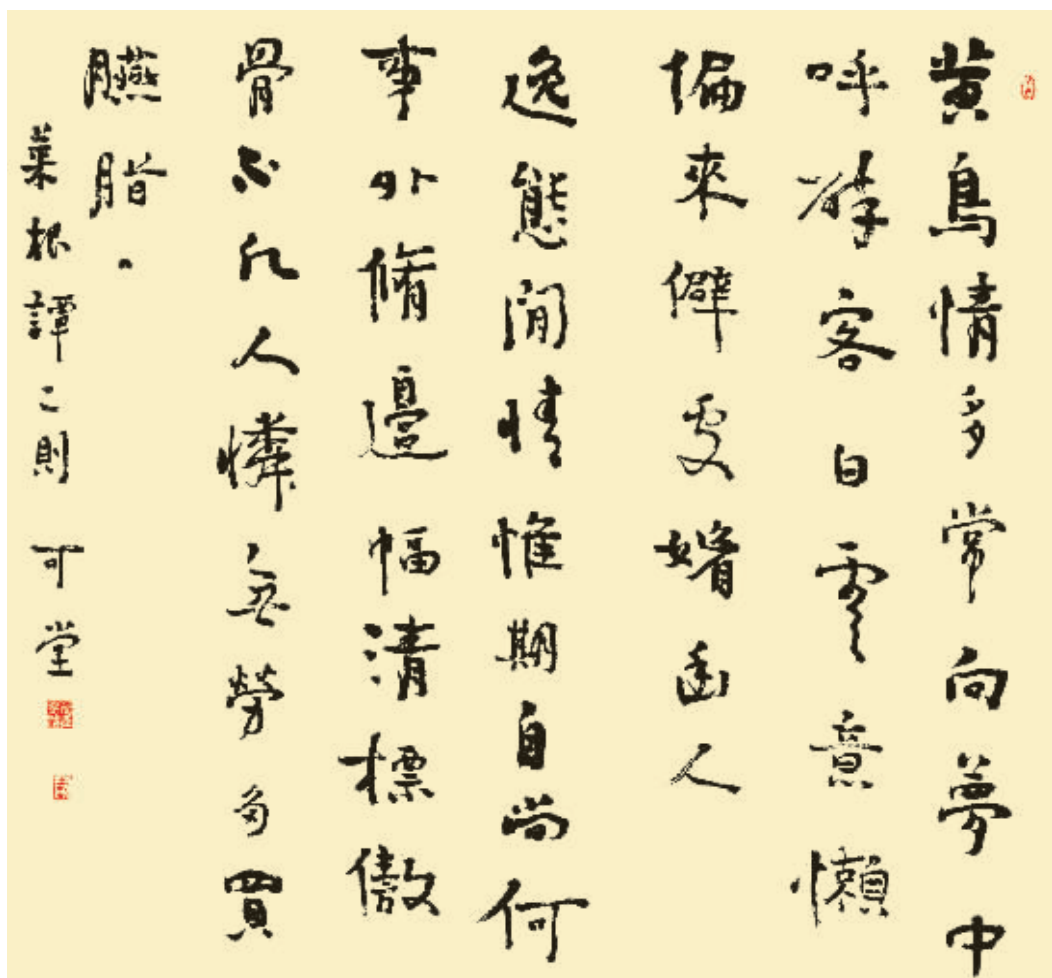 黃鳥情多常向夢中
呼醉客白雲意懶
偏來僻處媚幽人
逸態閒情惟期自尚何
事外脩邊幅清標傲
骨不願人憐無勞多買
臙脂。
菜根譚二則 可堂